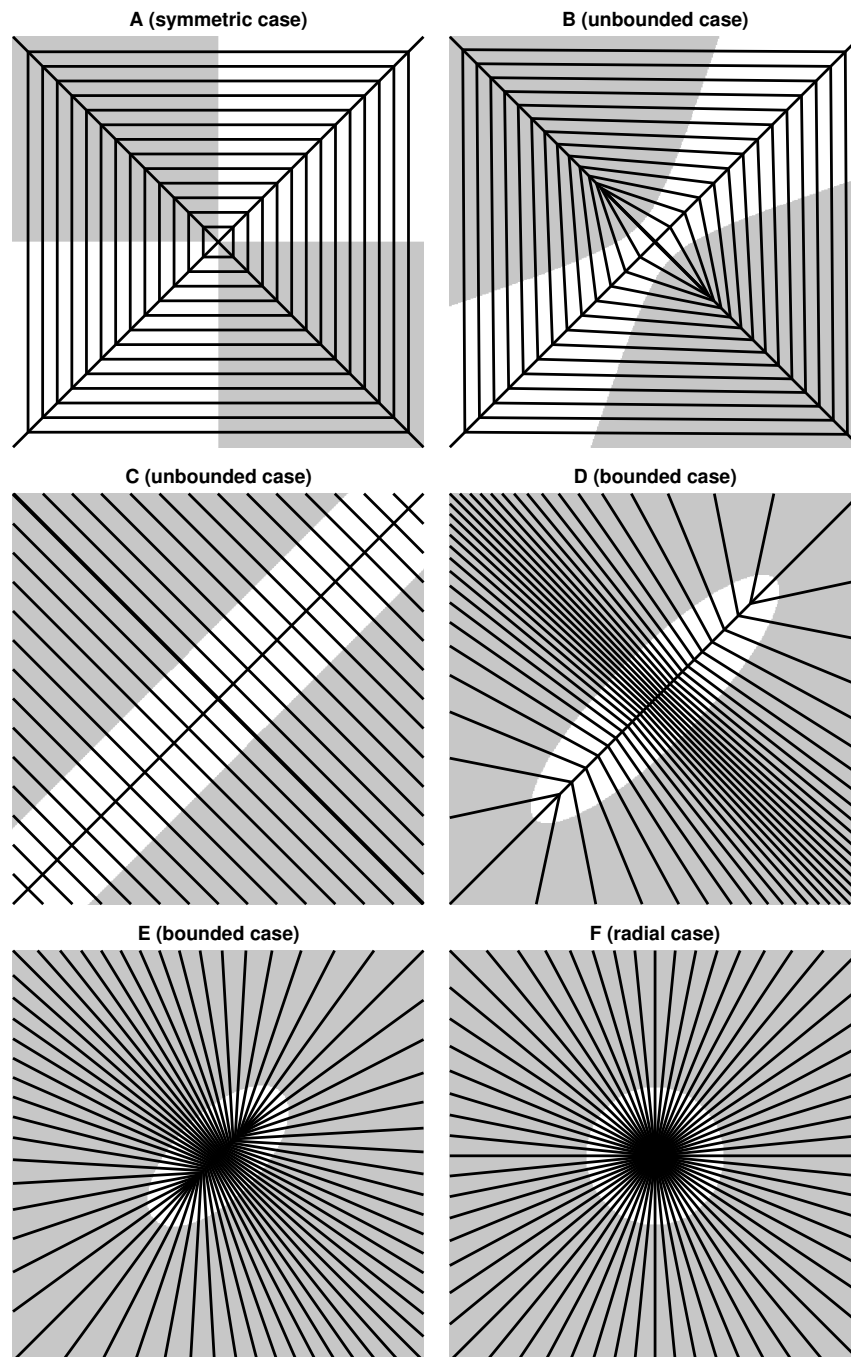 A (symmetric case)
B (unbounded case)
C (unbounded case)
D (bounded case)
E (bounded case)
F (radial case)